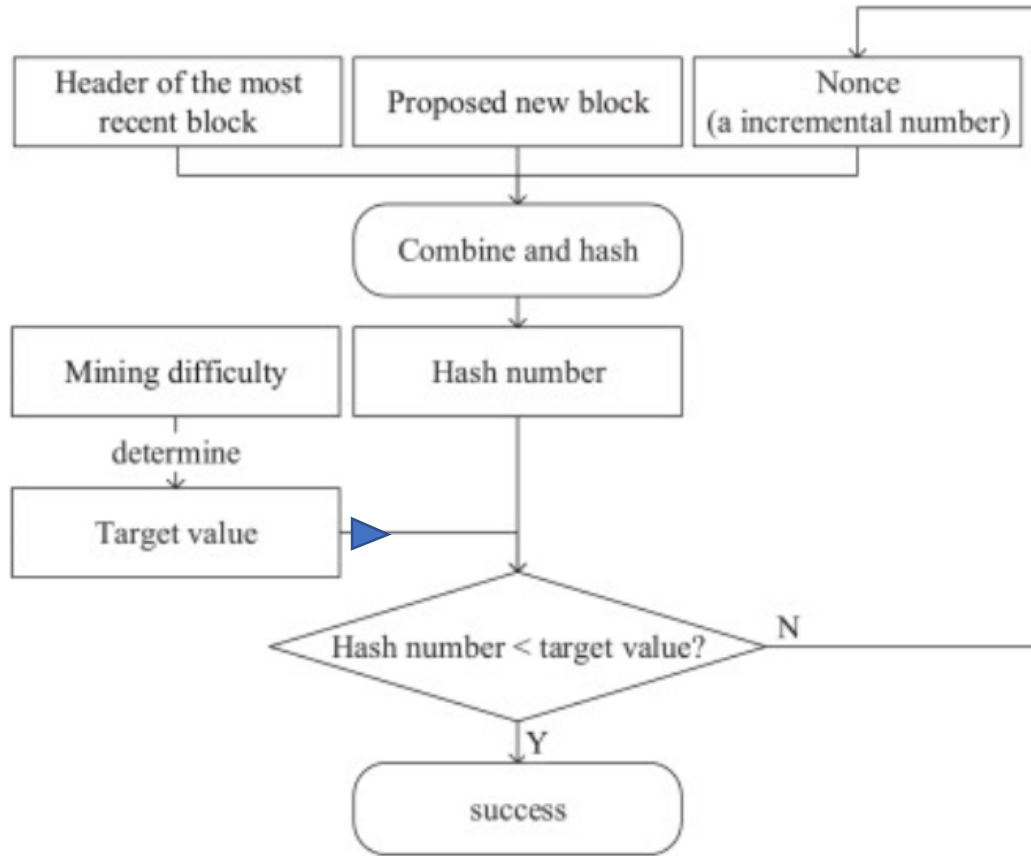 Header of the most
recent block
Proposed new block
Nonce
(a incremental number)
Combine and hash
Mining difficulty
Hash number
determine
Target value
Hash number < target value?
N
Y
success